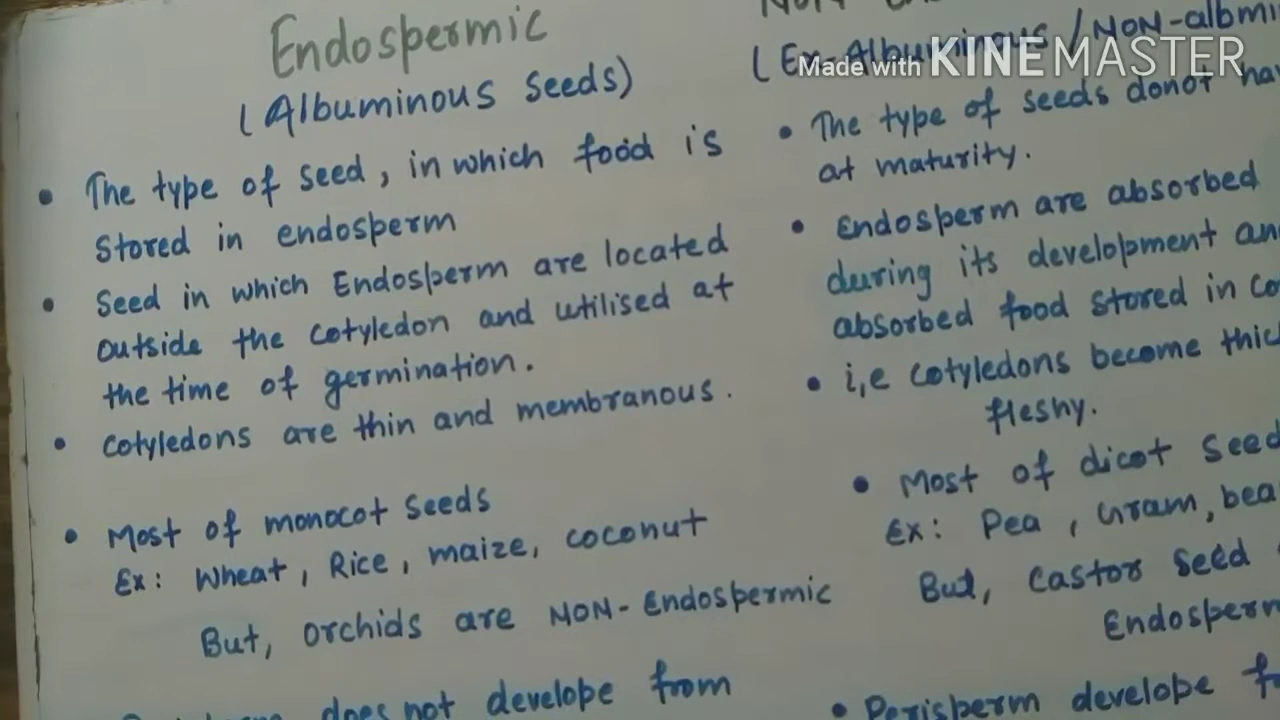 Endospermic
(Albuminous seeds)
• The type of seed, in which food is
stored in endosperm
• Seed in which Endosperm are located
outside the cotyledon and utilised at
the time of germination.
• cotyledons are thin and membranous.
• Most of monocot seeds
Ex: Wheat, Rice, maize, coconut
But, orchids are NON-Endospermic
does not develope from
(Ex-Albuminous/NON-albmi
• The type of seeds donot hav
at maturity.
• Endosperm are absorbed
during its development an
absorbed food stored in co
• i,e cotyledons become thic
fleshy.
• Most of dicot seed
Ex: Pea, Gram, bea
But, castor seed
Endosperm
• Perisperm develope f
Made with KINEMASTER